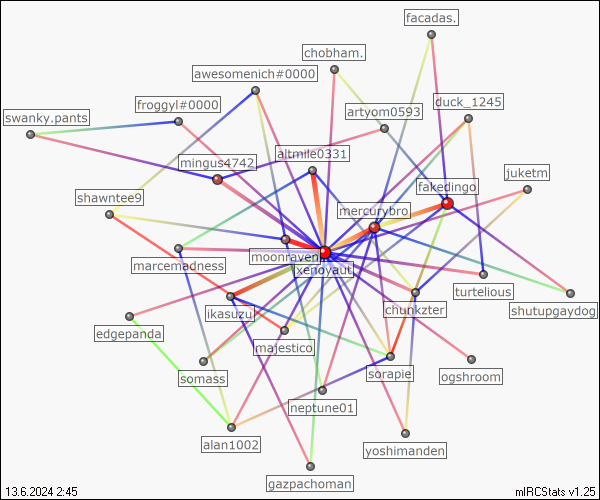 facadas.
chobham.
awesomenich#0000
froggyl#0000
duck_1245
artyom0593
swanky.pants
altmile0331
mingus4742
juketm
fakedingo
shawntee9
mercurybro
moonraven
marcemadness
xenoyaut
turtelious
chunkzter
shutupgaydog
ikasuzu
edgepanda
majestico
somass
sorapie
ogshroom
neptune01
alan1002
yoshimanden
gazpachoman
13.6.2024 2:45
mIRCStats v1.25